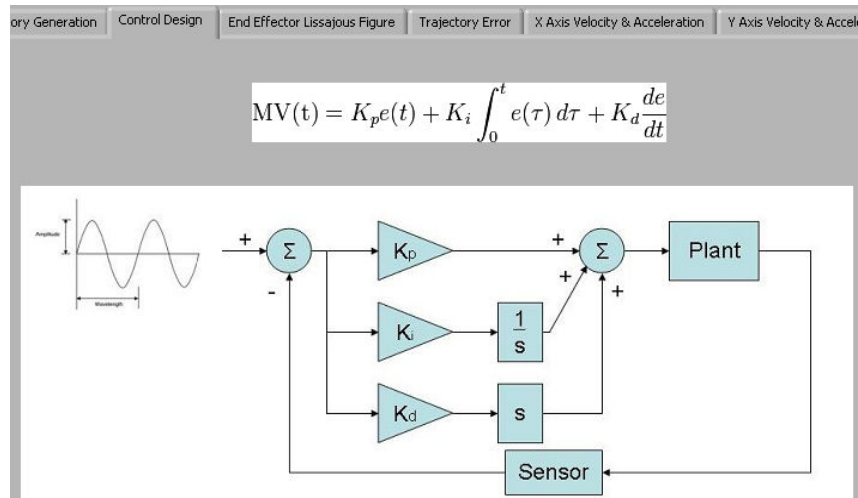 ory Generation Control Design End Effector Lissajous Figure Trajectory Error X Axis Velocity & Acceleration Y Axis Velocity & Accele
MV(t) = K_p e(t) + K_i ∫_0^t e(τ) dτ + K_d de/dt
Amplitude
Wavelength
+ Σ K_p + Σ Plant
- + +
K_i 1/s
K_d s
Sensor